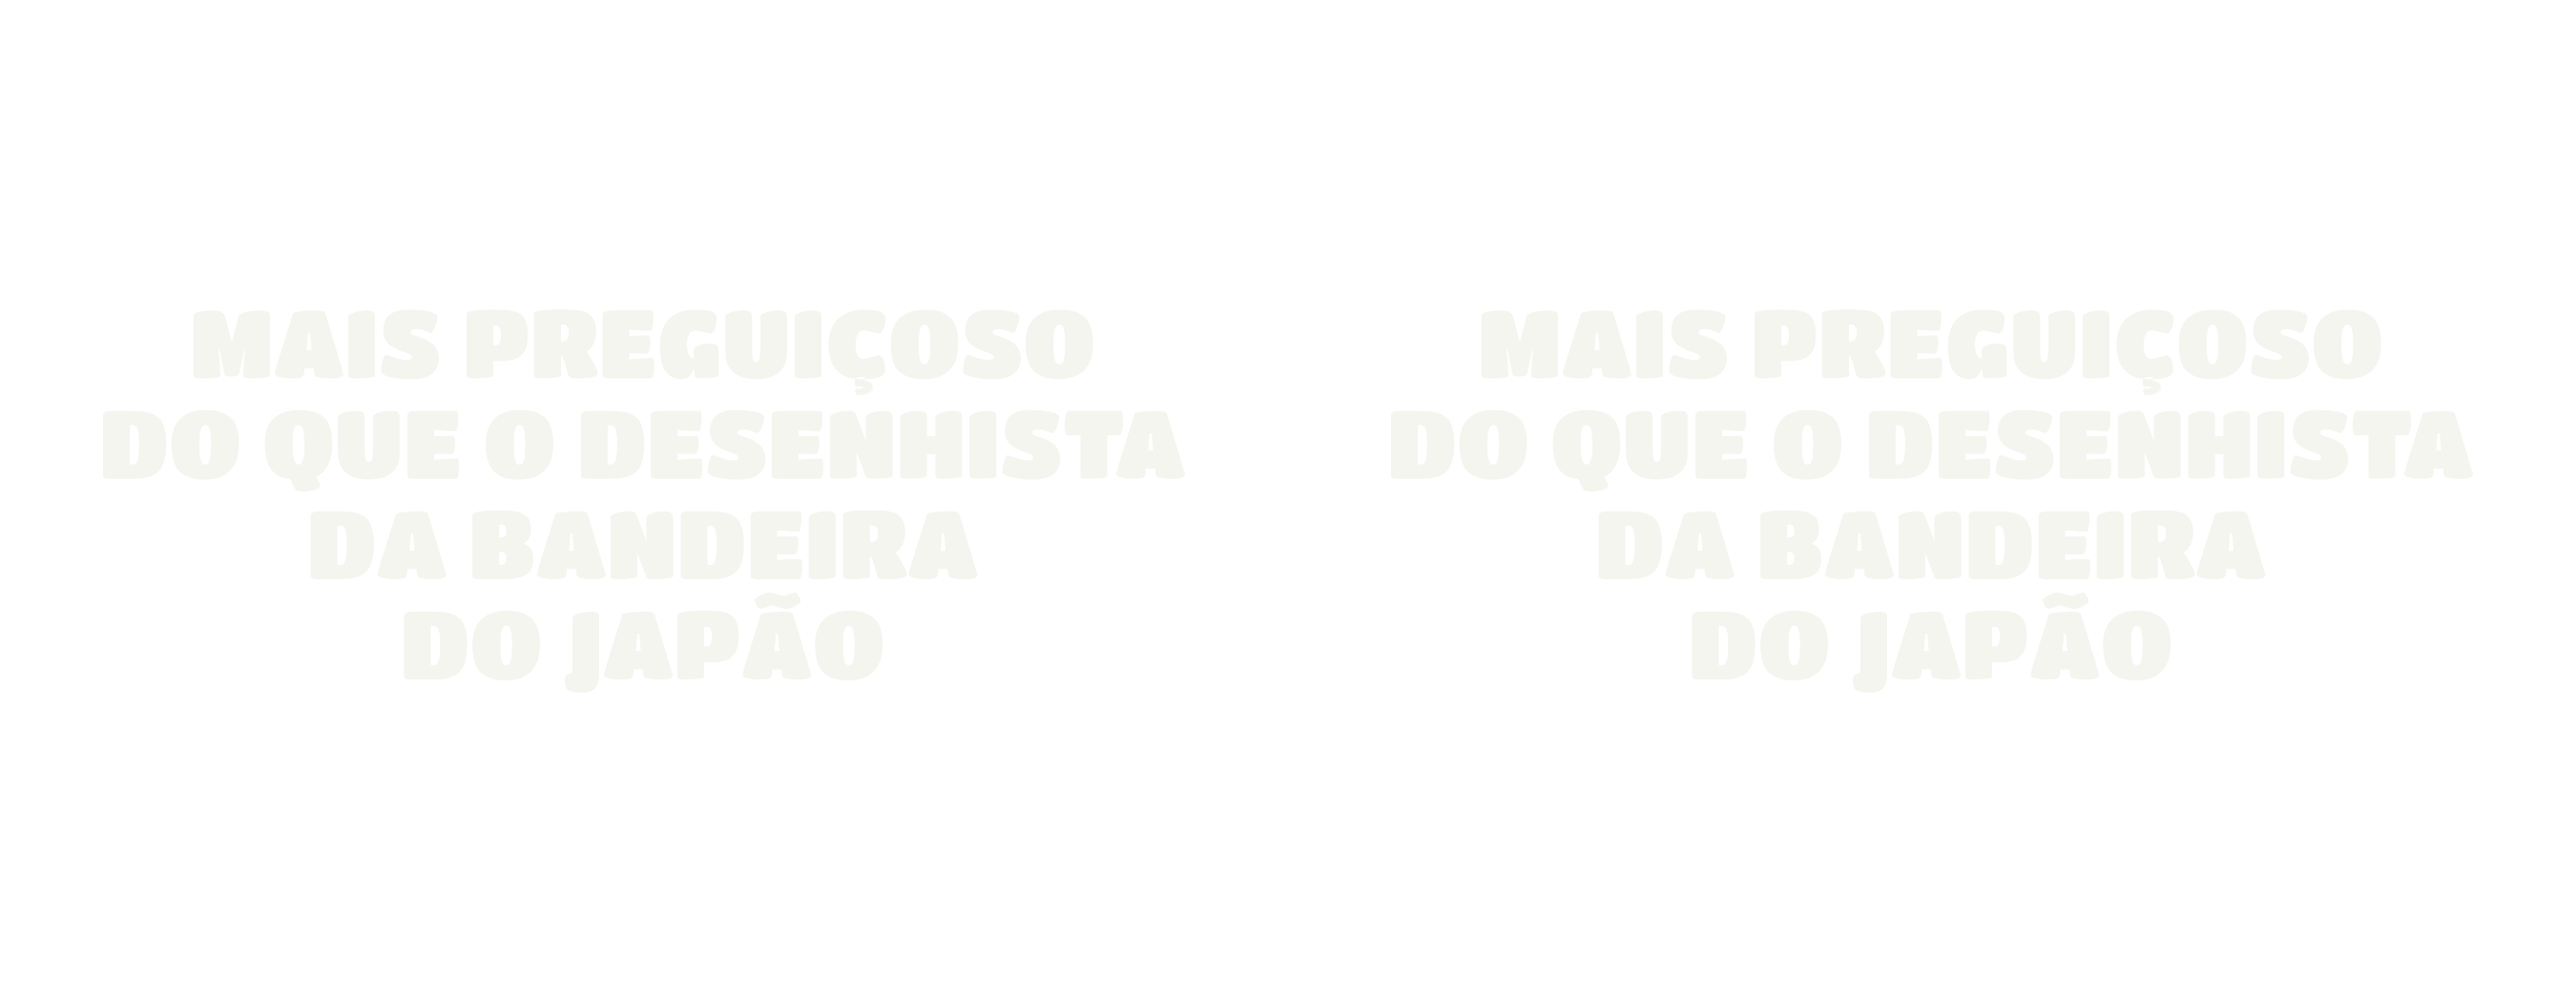 MAIS PREGUIÇOSO
DO QUE O DESENHISTA
DA BANDEIRA
DO JAPÃO
MAIS PREGUIÇOSO
DO QUE O DESENHISTA
DA BANDEIRA
DO JAPÃO